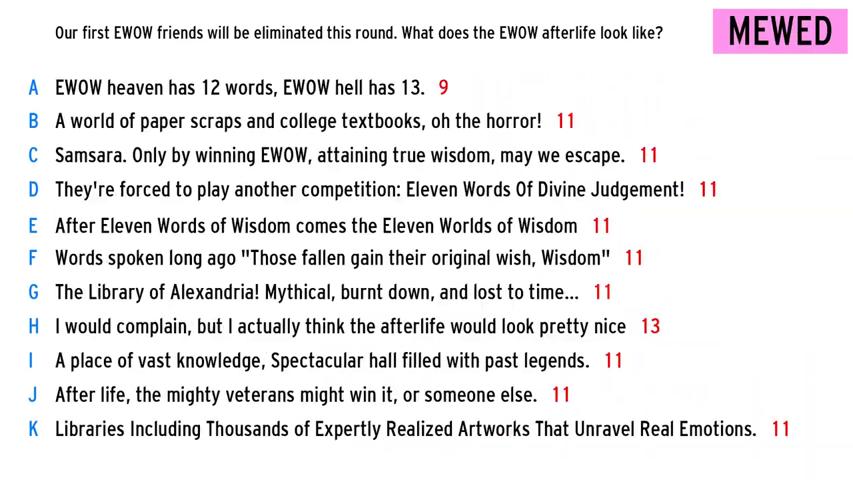 Our first EWOW friends will be eliminated this round. What does the EWOW afterlife look like?
MEWED
A EWOW heaven has 12 words, EWOW hell has 13. 9
B A world of paper scraps and college textbooks, oh the horror! 11
C Samsara. Only by winning EWOW, attaining true wisdom, may we escape. 11
D They're forced to play another competition: Eleven Words Of Divine Judgement! 11
E After Eleven Words of Wisdom comes the Eleven Worlds of Wisdom 11
F Words spoken long ago "Those fallen gain their original wish, Wisdom" 11
G The Library of Alexandria! Mythical, burnt down, and lost to time... 11
H I would complain, but I actually think the afterlife would look pretty nice 13
I A place of vast knowledge, Spectacular hall filled with past legends. 11
J After life, the mighty veterans might win it, or someone else. 11
K Libraries Including Thousands of Expertly Realized Artworks That Unravel Real Emotions. 11